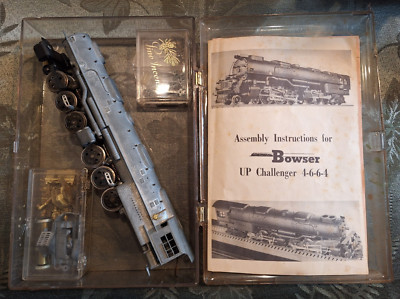 Assembly Instructions for
Bowser
UP Challenger 4-6-6-4